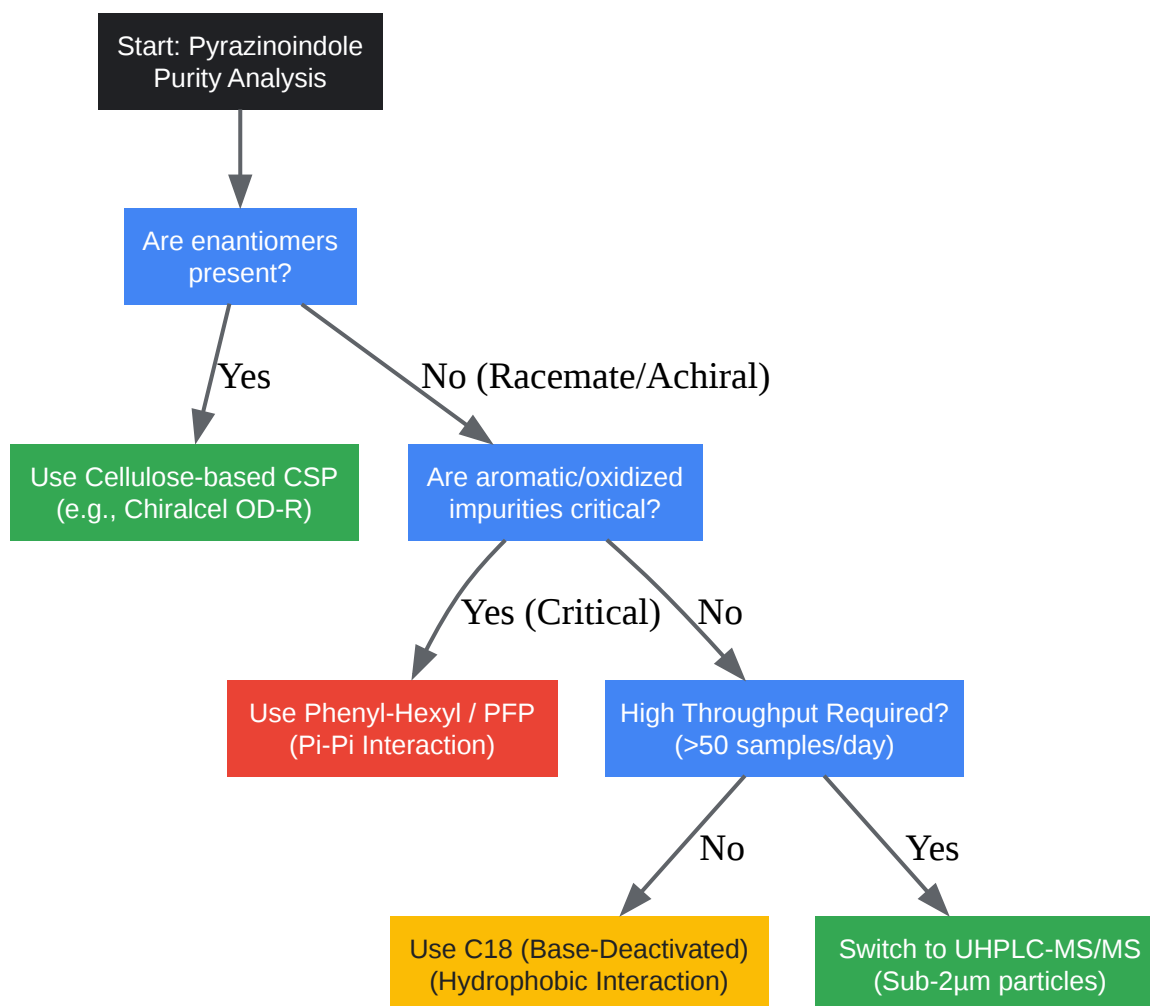 Start: Pyrazinoindole
Purity Analysis
Are enantiomers
present?
Yes
No (Racemate/Achiral)
Use Cellulose-based CSP
(e.g., Chiralcel OD-R)
Are aromatic/oxidized
impurities critical?
Yes (Critical)
No
Use Phenyl-Hexyl / PFP
(Pi-Pi Interaction)
High Throughput Required?
(>50 samples/day)
No
Yes
Use C18 (Base-Deactivated)
(Hydrophobic Interaction)
Switch to UHPLC-MS/MS
(Sub-2μm particles)